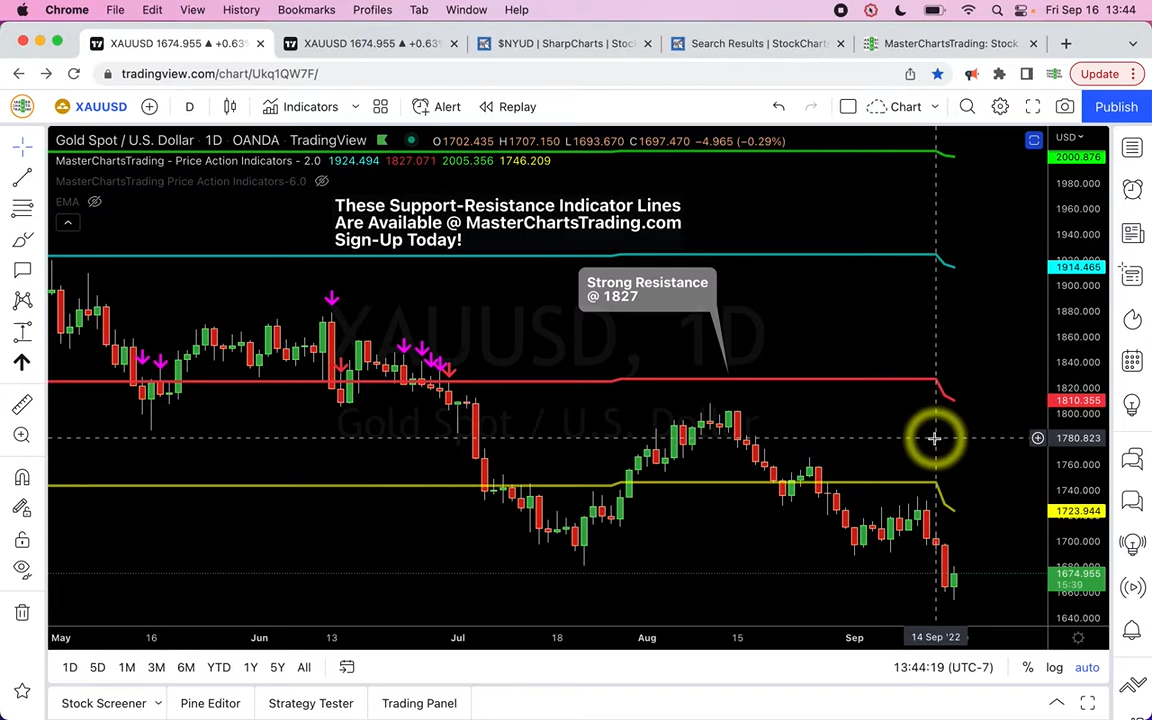 Chrome File Edit View History Bookmarks Profiles Tab Window Help Fri Sep 16 13:44
XAUUSD 1674.955 ▲ +0.63% XAUUSD 1674.955 ▲ +0.63% $NYUD | SharpCharts | Stoc Search Results | StockChart MasterChartsTrading: Stock
tradingview.com/chart/Ukq1QW7F/ Update
XAUUSD D Indicators Alert Replay Chart Publish
Gold Spot / U.S. Dollar · 1D · OANDA · TradingView O1702.435 H1707.150 L1693.670 C1697.470 −4.965 (−0.29%) USD
MasterChartsTrading - Price Action Indicators - 2.0 1924.494 1827.071 2005.356 1746.209
MasterChartsTrading Price Action Indicators-6.0
EMA
These Support-Resistance Indicator Lines
Are Available @ MasterChartsTrading.com
Sign-Up Today!
Strong Resistance
@ 1827
XAUUSD, 1D
Gold Spot / U.S. Dollar
2000.876
1980.000
1960.000
1940.000
1914.465
1900.000
1880.000
1860.000
1840.000
1820.000
1810.355
1800.000
1780.823
1760.000
1740.000
1723.944
1700.000
1674.955
15:39
1640.000
May 16 Jun 13 Jul 18 Aug 15 Sep 14 Sep '22
1D 5D 1M 3M 6M YTD 1Y 5Y All 13:44:19 (UTC-7) % log auto
Stock Screener Pine Editor Strategy Tester Trading Panel